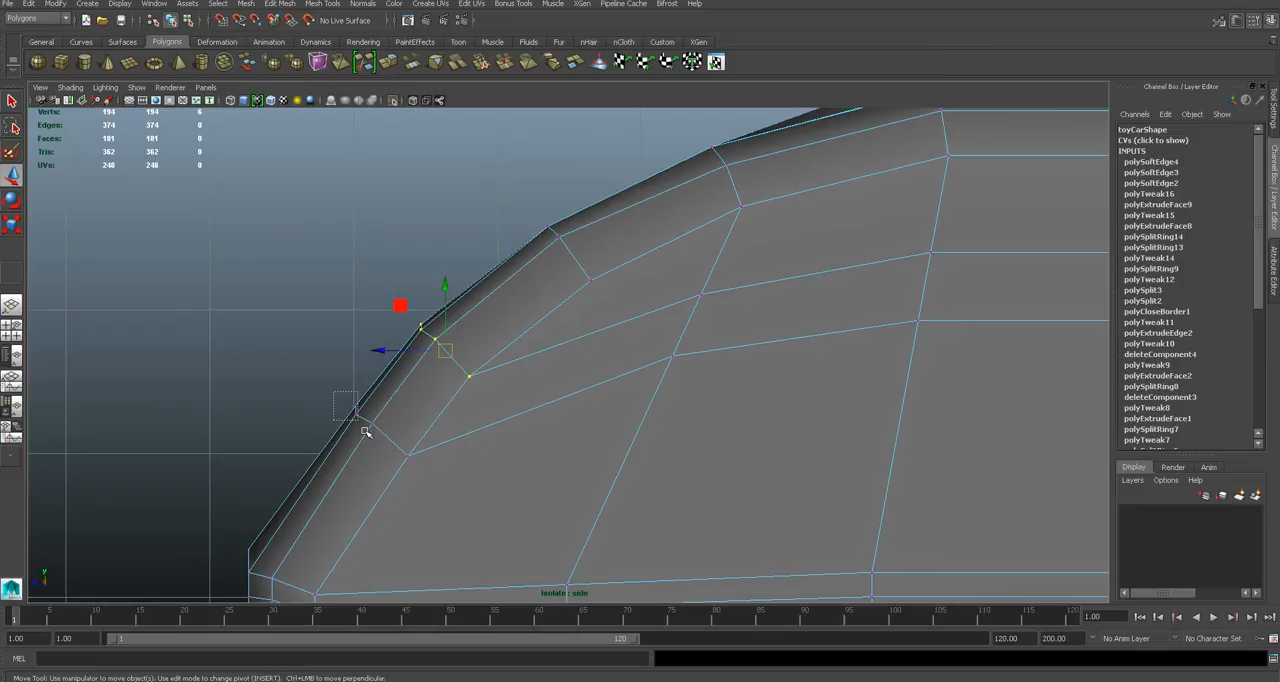 File Edit Modify Create Display Window Assets Select Mesh Edit Mesh Mesh Tools Normals Color Create UVs Edit UVs Bonus Tools Muscle XGen Pipeline Cache Bifrost Help
Polygons No Live Surface
General Curves Surfaces Polygons Deformation Animation Dynamics Rendering PaintEffects Toon Muscle Fluids Fur nHair nCloth Custom XGen
View Shading Lighting Show Renderer Panels
Channel Box / Layer Editor
Verts: 194 194 6
Edges: 374 374 0
Faces: 181 181 0
Tris: 362 362 0
UVs: 248 248 0
Channels Edit Object Show
toyCarShape
CVs (click to show)
INPUTS
polySoftEdge4
polySoftEdge3
polySoftEdge2
polyTweak16
polyExtrudeFace9
polyTweak15
polyExtrudeFace8
polySplitRing14
polySplitRing13
polyTweak14
polySplitRing9
polyTweak12
polySplit3
polySplit2
polyCloseBorder1
polyTweak11
polyExtrudeEdge2
polyTweak10
deleteComponent4
polyTweak9
polyExtrudeFace2
polySplitRing8
deleteComponent3
polyTweak8
polyExtrudeFace1
polySplitRing7
polyTweak7
Tool Settings
Channel Box / Layer Editor
Attribute Editor
Display Render Anim
Layers Options Help
y
Isolate : side
1 5 10 15 20 25 30 35 40 45 50 55 60 65 70 75 80 85 90 95 100 105 110 115 120 1.00
1.00 1.00 1 120 120.00 200.00 No Anim Layer No Character Set
MEL
Move Tool: Use manipulator to move object(s). Use edit mode to change pivot (INSERT). Ctrl+LMB to move perpendicular.